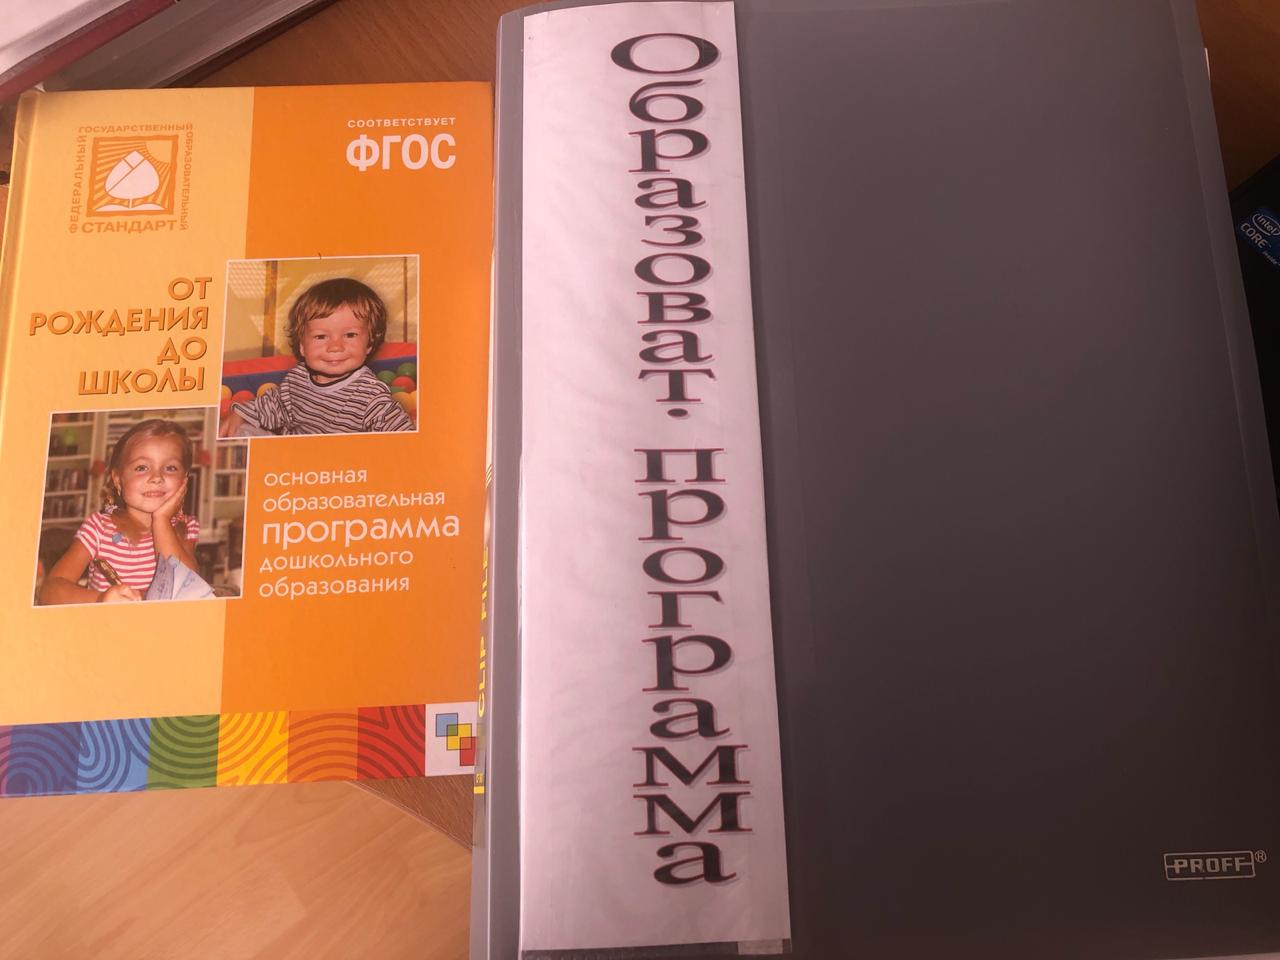 ФЕДЕРАЛЬНЫЙ
ГОСУДАРСТВЕННЫЙ
ОБРАЗОВАТЕЛЬНЫЙ
СТАНДАРТ
СООТВЕТСТВУЕТ
ФГОС
ОТ
РОЖДЕНИЯ
ДО
ШКОЛЫ
основная
образовательная
программа
дошкольного
образования
CLIP FILE
Образоват. программа
PROFF®
intel
CORE
inside